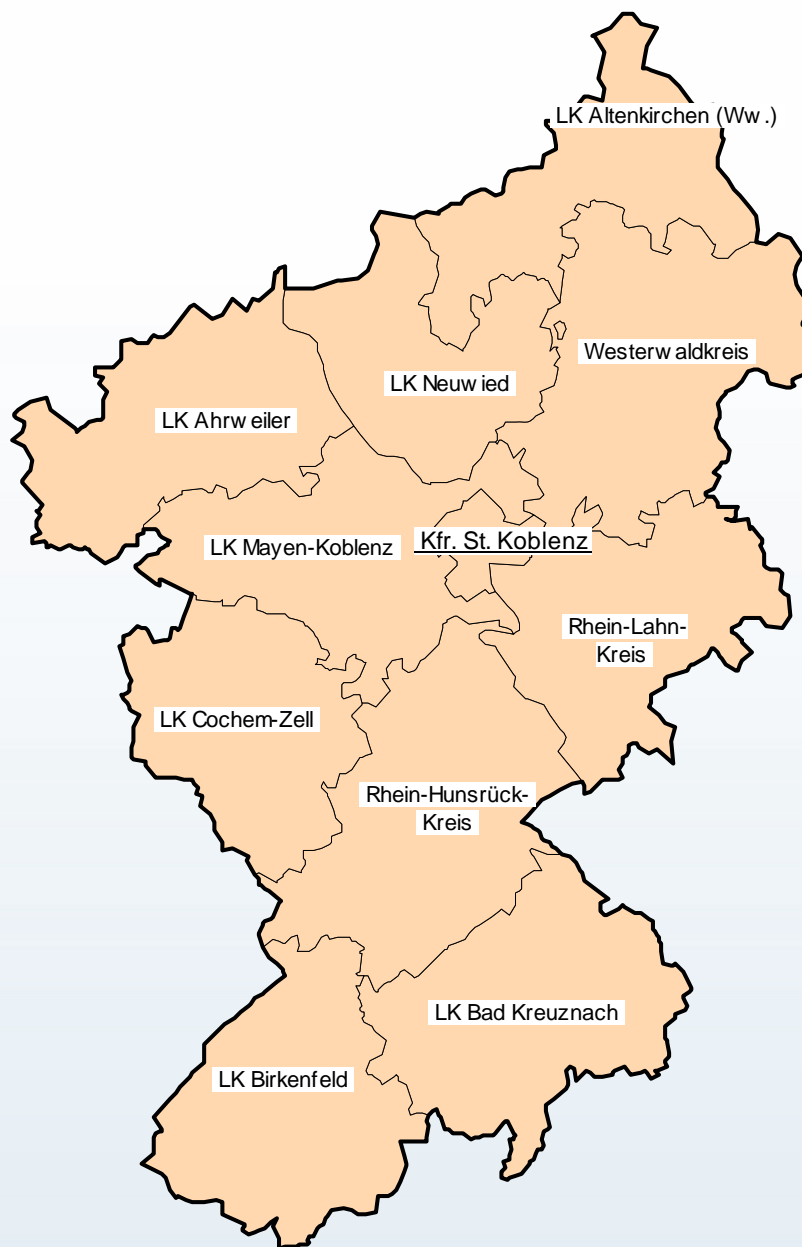 LK Altenkirchen (Ww.)
Westerwaldkreis
LK Neuwied
LK Ahrweiler
Kfr. St. Koblenz
LK Mayen-Koblenz
Rhein-Lahn-
Kreis
LK Cochem-Zell
Rhein-Hunsrück-
Kreis
LK Bad Kreuznach
LK Birkenfeld